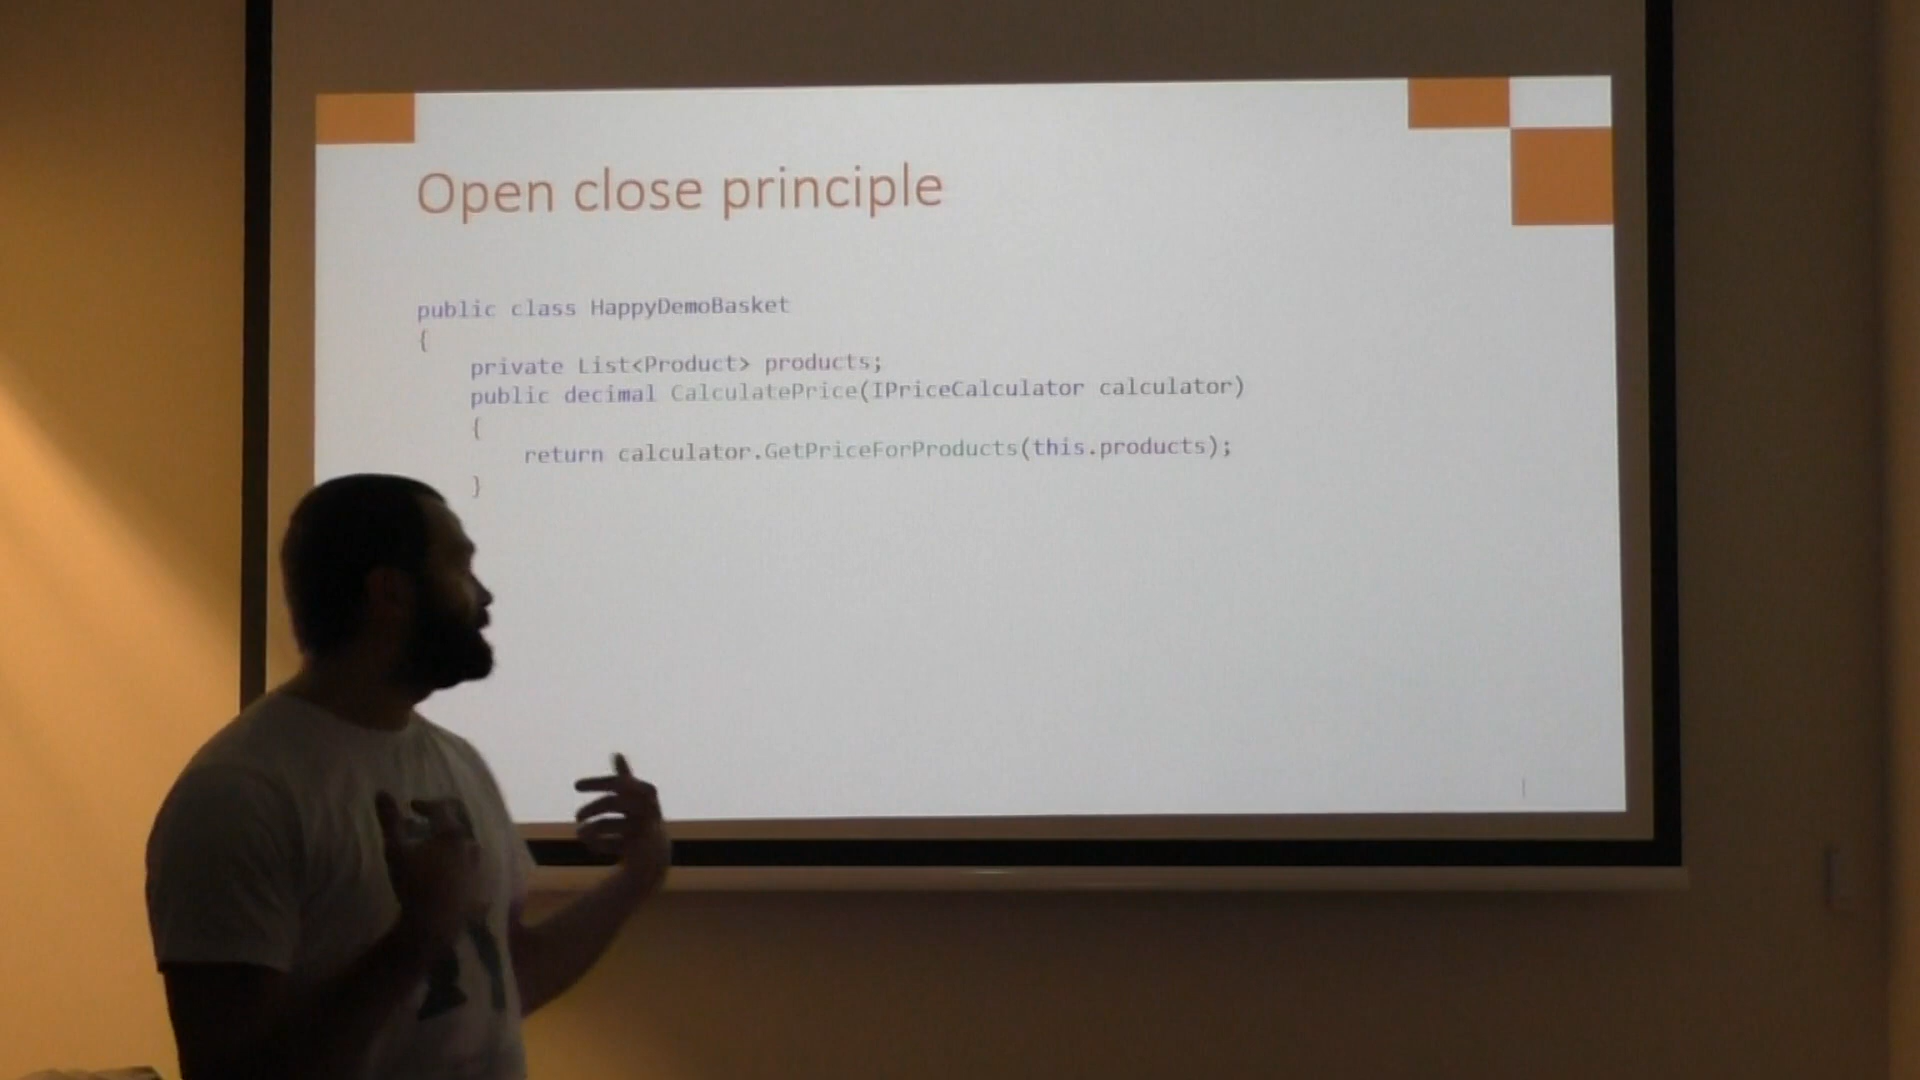 Open close principle
public class HappyDemoBasket
{
private List<Product> products;
public decimal CalculatePrice(IPriceCalculator calculator)
{
return calculator.GetPriceForProducts(this.products);
}